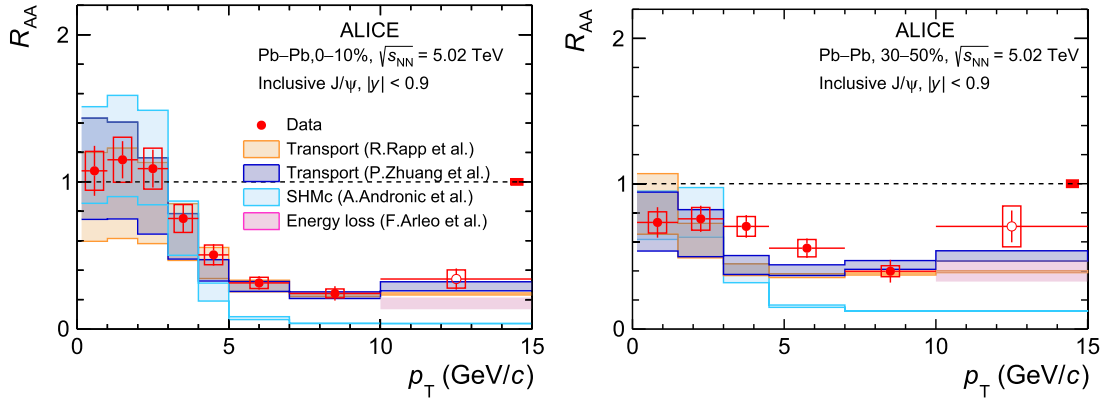 R_AA
2
1
0
ALICE
Pb–Pb,0–10%, √s_NN = 5.02 TeV
Inclusive J/ψ, |y| < 0.9
Data
Transport (R.Rapp et al.)
Transport (P.Zhuang et al.)
SHMc (A.Andronic et al.)
Energy loss (F.Arleo et al.)
0 5 10 15
p_T (GeV/c)
R_AA
2
1
0
ALICE
Pb–Pb, 30–50%, √s_NN = 5.02 TeV
Inclusive J/ψ, |y| < 0.9
0 5 10 15
p_T (GeV/c)